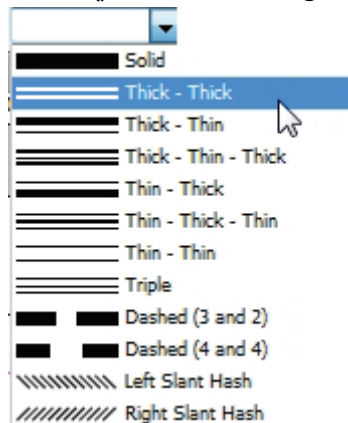 Solid
Thick - Thick
Thick - Thin
Thick - Thin - Thick
Thin - Thick
Thin - Thick - Thin
Thin - Thin
Triple
Dashed (3 and 2)
Dashed (4 and 4)
Left Slant Hash
Right Slant Hash